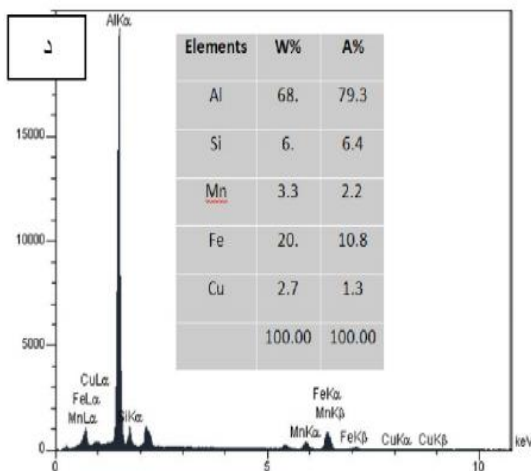 AlKα
د
Elements W% A%
Al 68. 79.3
Si 6. 6.4
Mn 3.3 2.2
Fe 20. 10.8
Cu 2.7 1.3
100.00 100.00
15000
10000
5000
0
CuLα
FeLα
MnLα
SiKα
FeKα
MnKβ
MnKα
FeKβ
CuKα CuKβ
keV
0 5 10